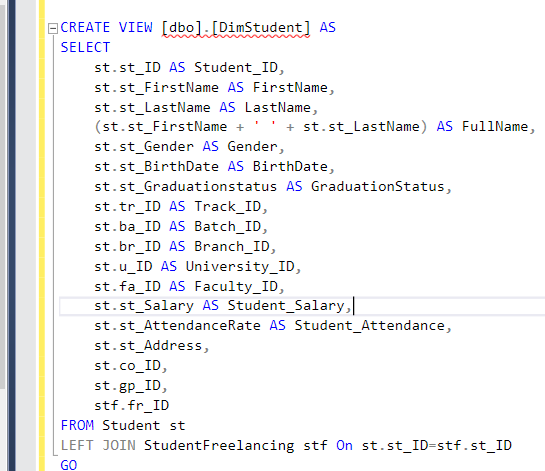 CREATE VIEW [dbo].[DimStudent] AS
SELECT
st.st_ID AS Student_ID,
st.st_FirstName AS FirstName,
st.st_LastName AS LastName,
(st.st_FirstName + ' ' + st.st_LastName) AS FullName,
st.st_Gender AS Gender,
st.st_BirthDate AS BirthDate,
st.st_Graduationstatus AS GraduationStatus,
st.tr_ID AS Track_ID,
st.ba_ID AS Batch_ID,
st.br_ID AS Branch_ID,
st.u_ID AS University_ID,
st.fa_ID AS Faculty_ID,
st.st_Salary AS Student_Salary,
st.st_AttendanceRate AS Student_Attendance,
st.st_Address,
st.co_ID,
st.gp_ID,
stf.fr_ID
FROM Student st
LEFT JOIN StudentFreelancing stf On st.st_ID=stf.st_ID
GO